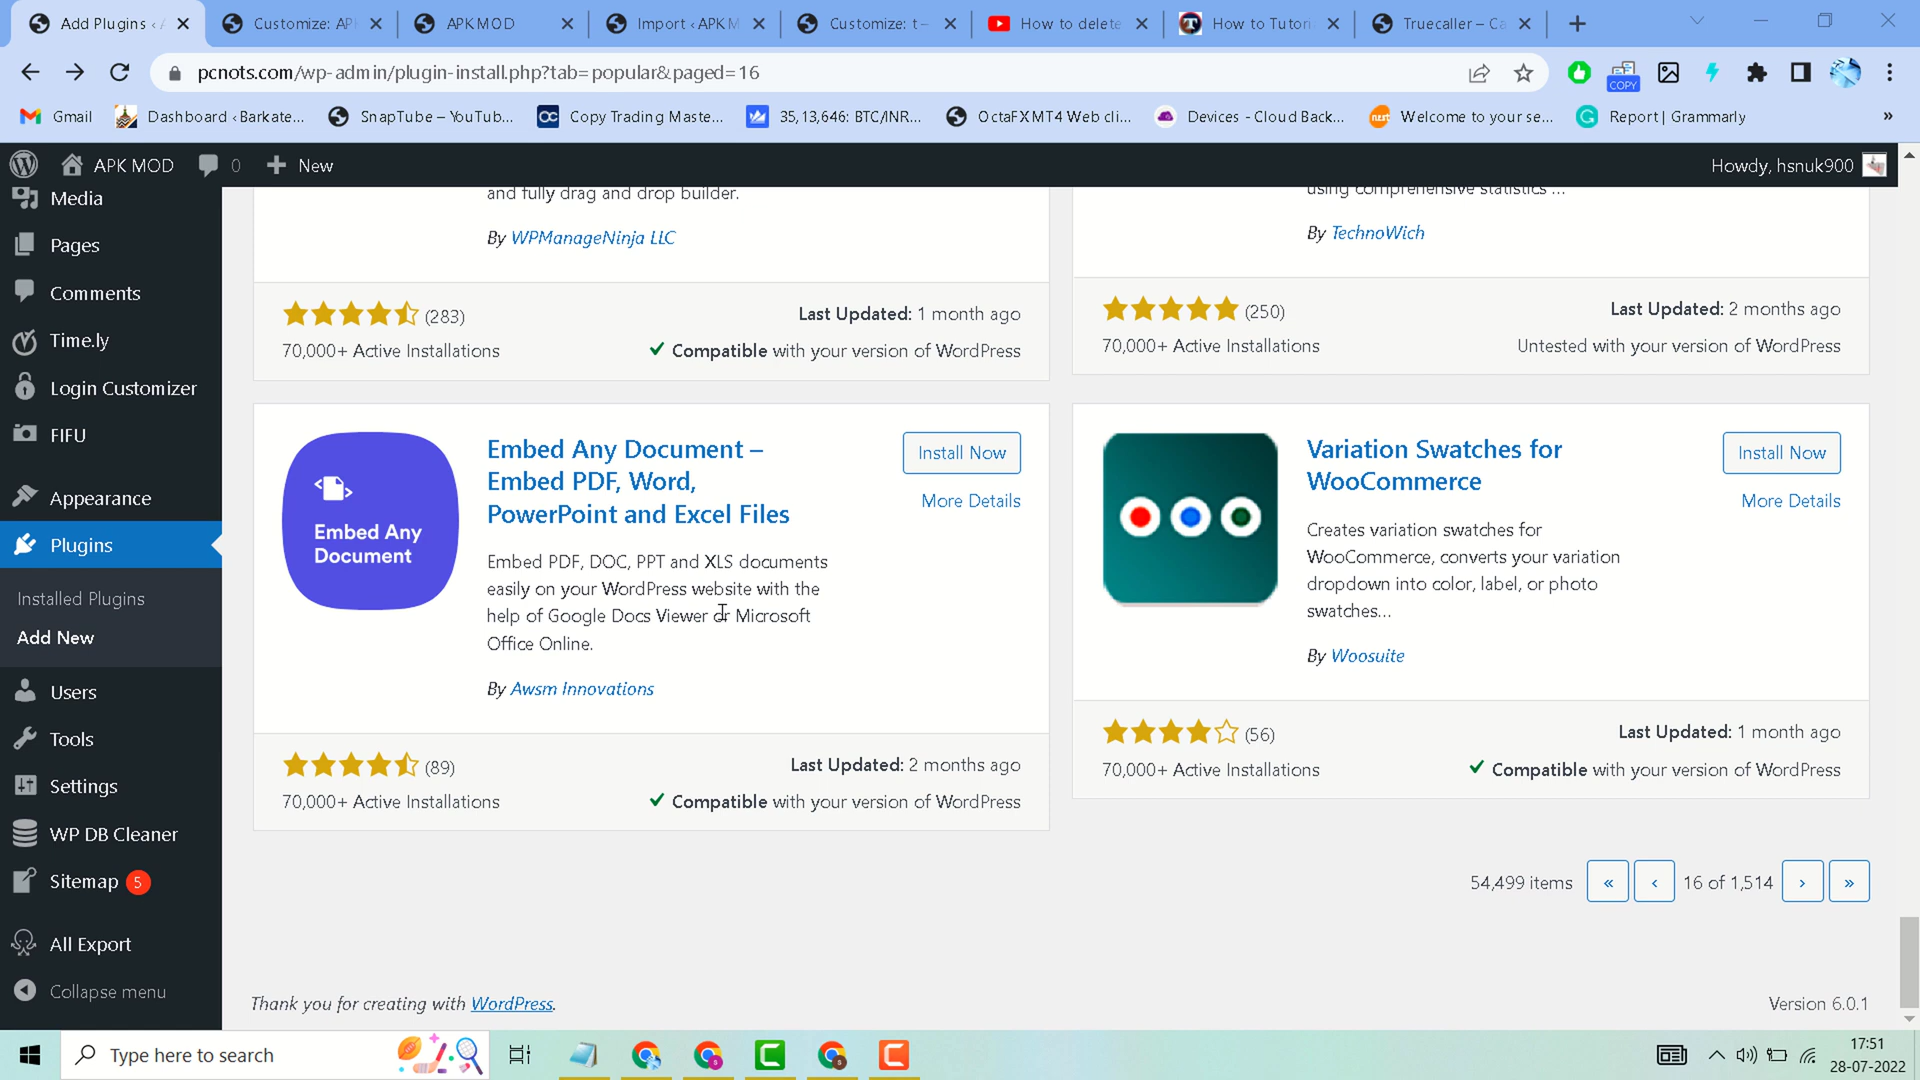 Add Plugins ‹ A
Customize: AP
APK MOD
Import ‹ APK M
Customize: t –
How to delete
How to Tutori
Truecaller – Ca
pcnots.com/wp-admin/plugin-install.php?tab=popular&paged=16
COPY
Gmail
Dashboard ‹ Barkate...
SnapTube – YouTub...
Copy Trading Maste...
35,13,646: BTC/INR...
OctaFX MT4 Web cli...
Devices - Cloud Back...
Welcome to your se...
Report | Grammarly
»
APK MOD
0
New
Howdy, hsnuk900
Media
Pages
Comments
Time.ly
Login Customizer
FIFU
Appearance
Plugins
Installed Plugins
Add New
Users
Tools
Settings
WP DB Cleaner
Sitemap 5
All Export
Collapse menu
and fully drag and drop builder.
By WPManageNinja LLC
(283)
Last Updated: 1 month ago
70,000+ Active Installations
Compatible with your version of WordPress
using comprehensive statistics ...
By TechnoWich
(250)
Last Updated: 2 months ago
70,000+ Active Installations
Untested with your version of WordPress
Embed Any
Document
Embed Any Document –
Embed PDF, Word,
PowerPoint and Excel Files
Install Now
More Details
Embed PDF, DOC, PPT and XLS documents
easily on your WordPress website with the
help of Google Docs Viewer or Microsoft
Office Online.
By Awsm Innovations
(89)
Last Updated: 2 months ago
70,000+ Active Installations
Compatible with your version of WordPress
Variation Swatches for
WooCommerce
Install Now
More Details
Creates variation swatches for
WooCommerce, converts your variation
dropdown into color, label, or photo
swatches...
By Woosuite
(56)
Last Updated: 1 month ago
70,000+ Active Installations
Compatible with your version of WordPress
54,499 items « ‹ 16 of 1,514 › »
Thank you for creating with WordPress.
Version 6.0.1
Type here to search
17:51
28-07-2022